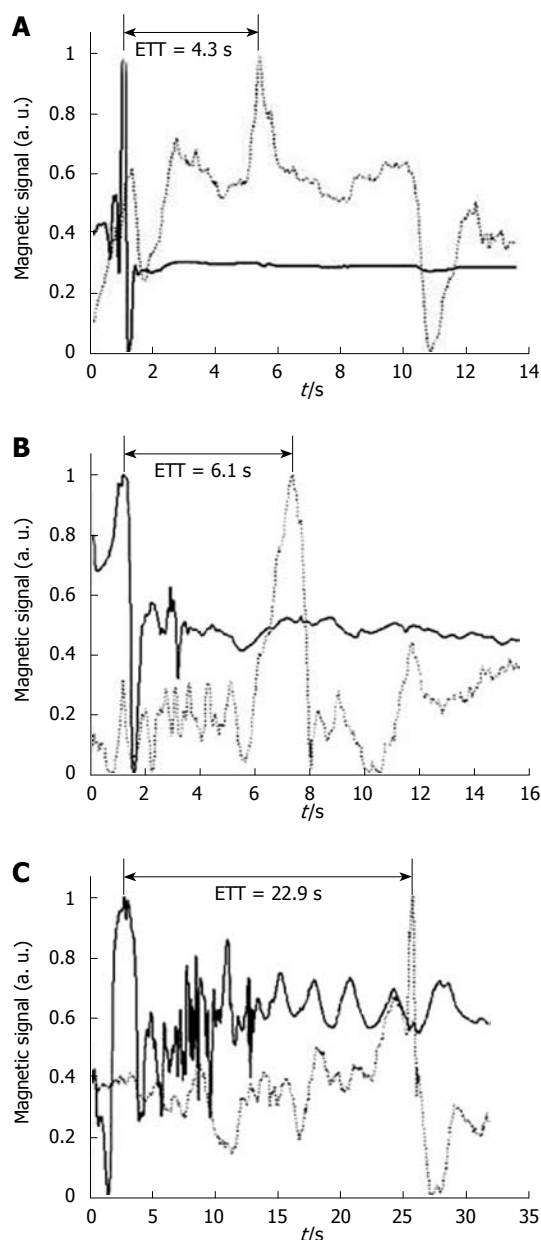 A
ETT = 4.3 s
Magnetic signal (a. u.)
1
0.8
0.6
0.4
0.2
0
0 2 4 6 8 10 12 14
t/s
B
ETT = 6.1 s
Magnetic signal (a. u.)
1
0.8
0.6
0.4
0.2
0
0 2 4 6 8 10 12 14 16
t/s
C
ETT = 22.9 s
Magnetic signal (a. u.)
1
0.8
0.6
0.4
0.2
0
0 5 10 15 20 25 30 35
t/s